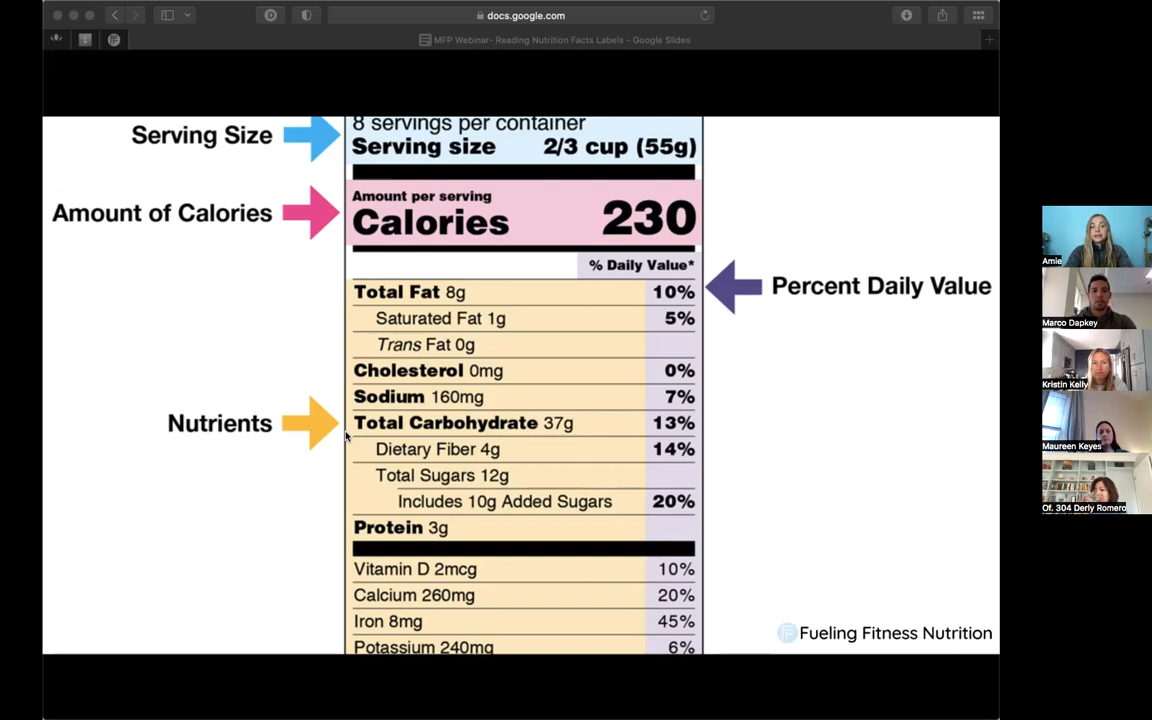 docs.google.com
MFP Webinar- Reading Nutrition Facts Labels - Google Slides
8 servings per container
Serving Size
Serving size 2/3 cup (55g)
Amount per serving
Amount of Calories
Calories 230
% Daily Value*
Percent Daily Value
Total Fat 8g 10%
Saturated Fat 1g 5%
Trans Fat 0g
Cholesterol 0mg 0%
Sodium 160mg 7%
Nutrients
Total Carbohydrate 37g 13%
Dietary Fiber 4g 14%
Total Sugars 12g
Includes 10g Added Sugars 20%
Protein 3g
Vitamin D 2mcg 10%
Calcium 260mg 20%
Iron 8mg 45%
Potassium 240mg 6%
Fueling Fitness Nutrition
Amie
Marco Dapkey
Kristin Kelly
Maureen Keyes
Of. 304 Derly Romero